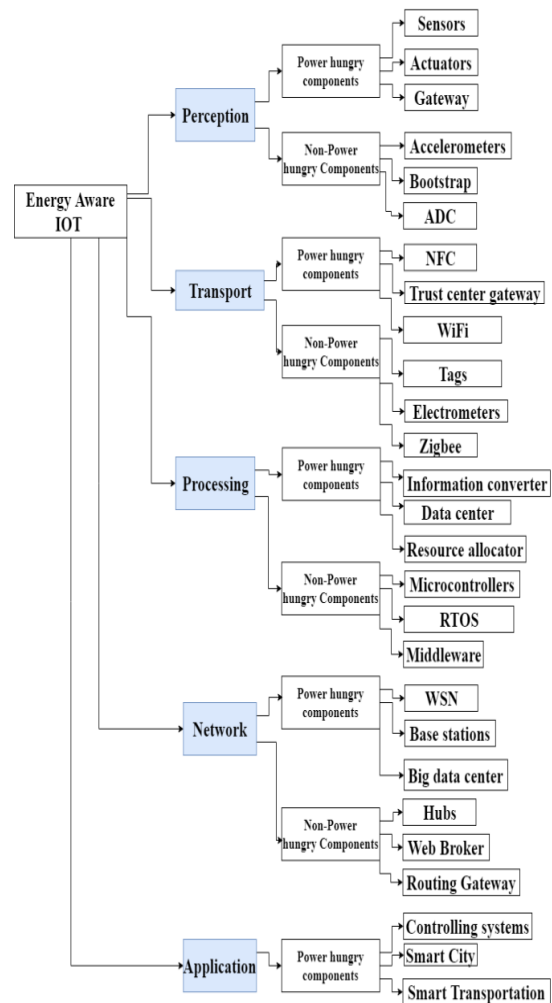 Energy Aware
IOT
Perception
Power hungry
components
Sensors
Actuators
Gateway
Non-Power
hungry Components
Accelerometers
Bootstrap
ADC
Transport
Power hungry
components
NFC
Trust center gateway
WiFi
Non-Power
hungry Components
Tags
Electrometers
Zigbee
Processing
Power hungry
components
Information converter
Data center
Resource allocator
Non-Power
hungry Components
Microcontrollers
RTOS
Middleware
Network
Power hungry
components
WSN
Base stations
Big data center
Non-Power
hungry Components
Hubs
Web Broker
Routing Gateway
Application
Power hungry
components
Controlling systems
Smart City
Smart Transportation